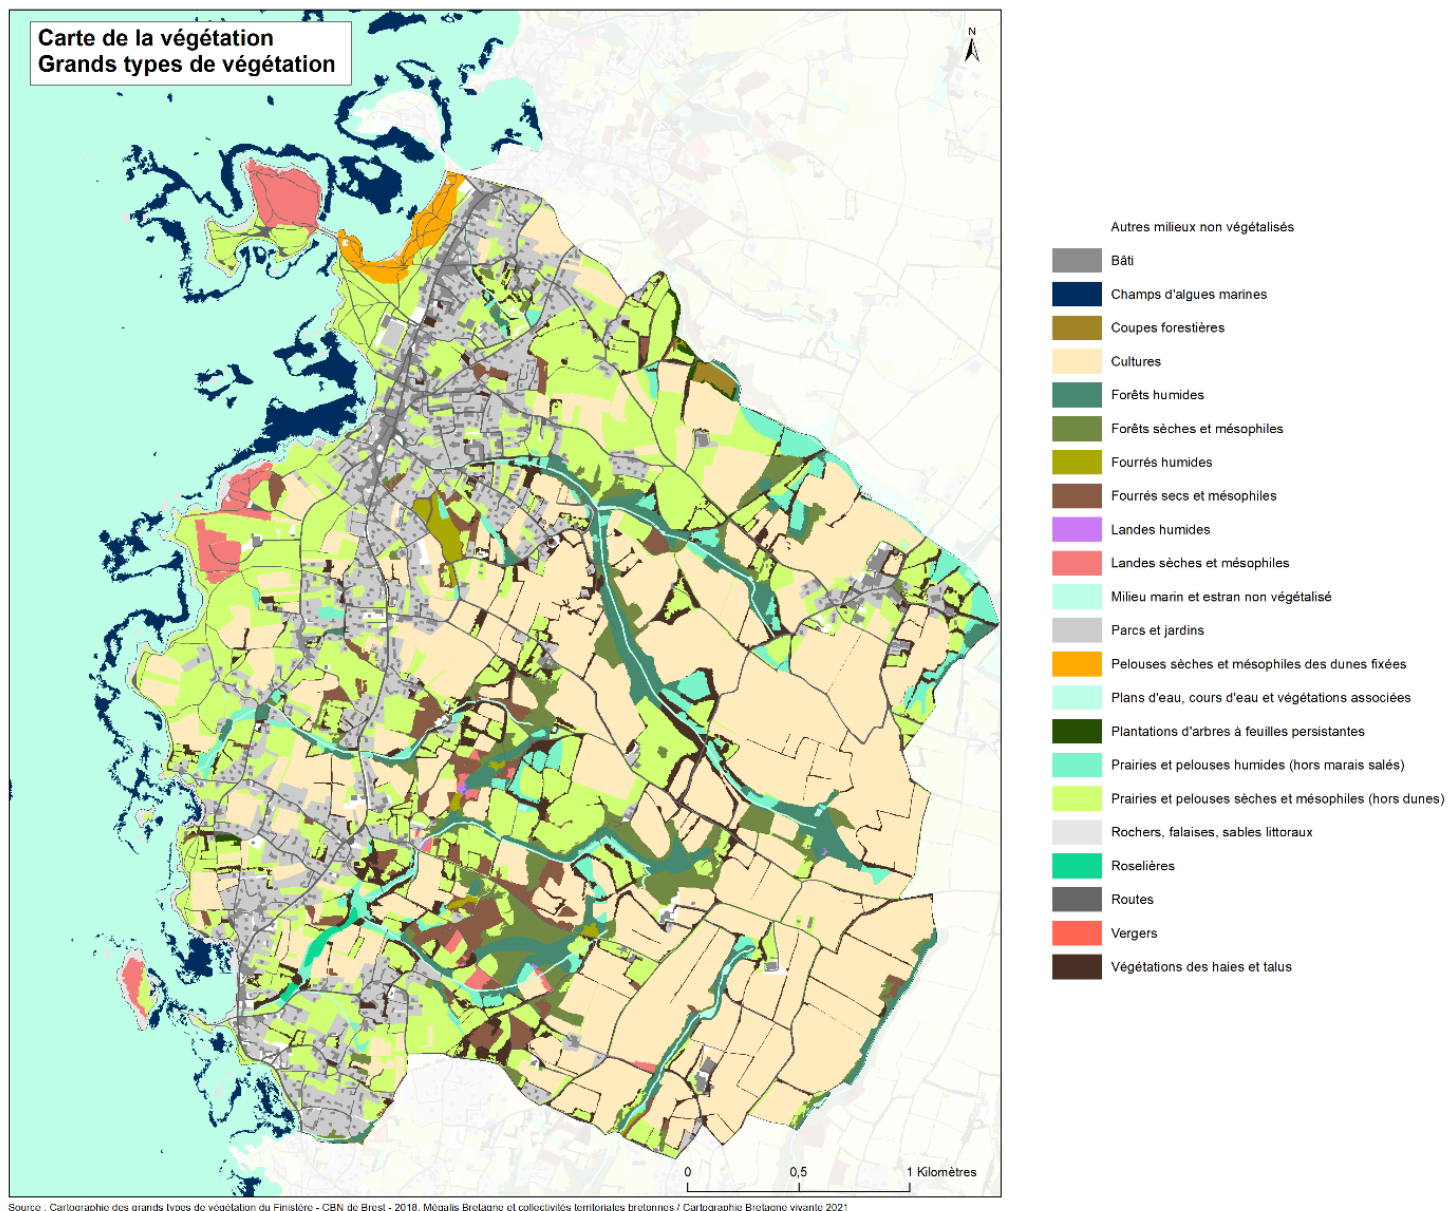 Carte de la végétation
Grands types de végétation
N
Autres milieux non végétalisés
Bâti
Champs d'algues marines
Coupes forestières
Cultures
Forêts humides
Forêts sèches et mésophiles
Fourrés humides
Fourrés secs et mésophiles
Landes humides
Landes sèches et mésophiles
Milieu marin et estran non végétalisé
Parcs et jardins
Pelouses sèches et mésophiles des dunes fixées
Plans d'eau, cours d'eau et végétations associées
Plantations d'arbres à feuilles persistantes
Prairies et pelouses humides (hors marais salés)
Prairies et pelouses sèches et mésophiles (hors dunes)
Rochers, falaises, sables littoraux
Roselières
Routes
Vergers
Végétations des haies et talus
0 0,5 1 Kilomètres
Source : Cartographie des grands types de végétation du Finistère - CBN de Brest - 2018, Mégalis Bretagne et collectivités territoriales bretonnes / Cartographie Bretagne vivante 2021